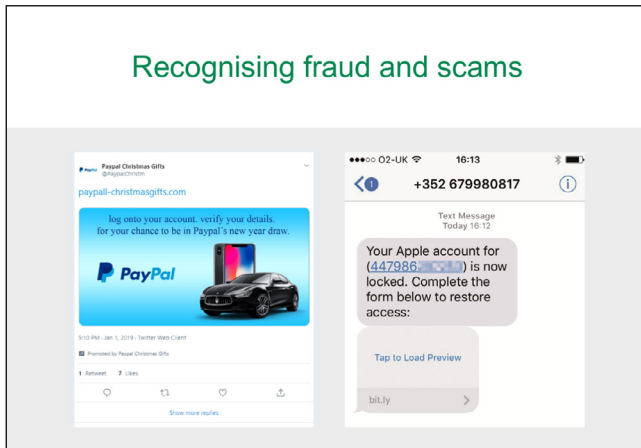 Recognising fraud and scams
PayPal
Paypal Christmas Gifts
@PaypalChristm
paypall-christmasgifts.com
log onto your account. verify your details.
for your chance to be in Paypal's new year draw.
PayPal
5:10 PM - Jan 1, 2019 - Twitter Web Client
Promoted by Paypal Christmas Gifts
1 Retweet 7 Likes
Show more replies
O2-UK 16:13
1 +352 679980817
Text Message
Today 16:12
Your Apple account for
(447986 ) is now
locked. Complete the
form below to restore
access:
Tap to Load Preview
bit.ly